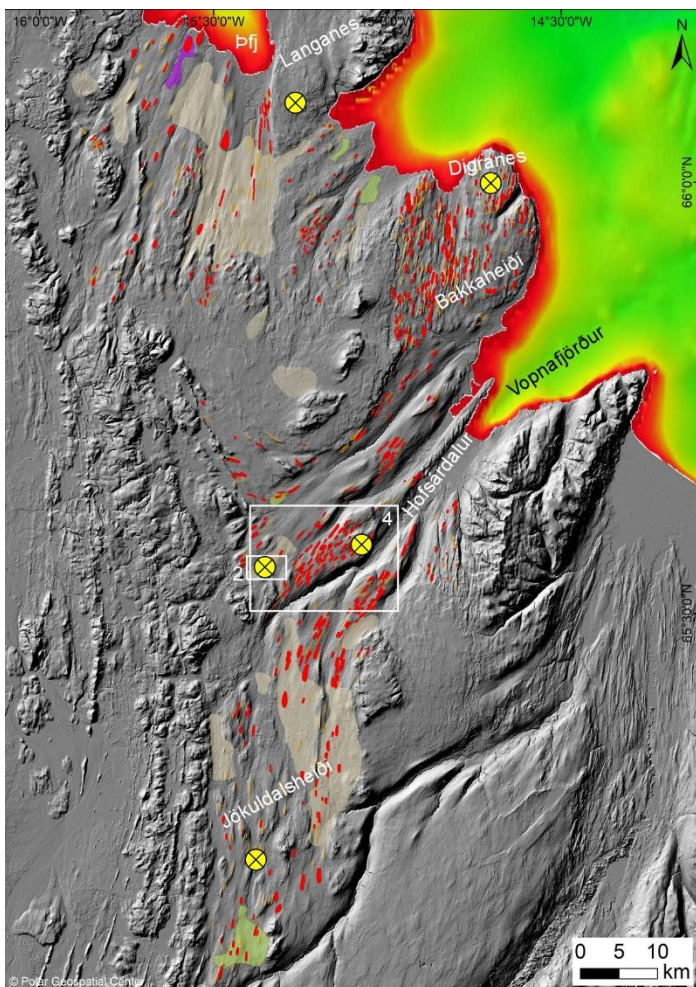 16°0'0"W
15°30'0"W
15°0'0"W
14°30'0"W
N
Þfj
Langanes
Digranes
66°0'0"N
Bakkaheiði
Vopnafjörður
Hofsárdalur
4
2
65°30'0"N
Jökuldalsheiði
0 5 10
km
© Polar Geospatial Center